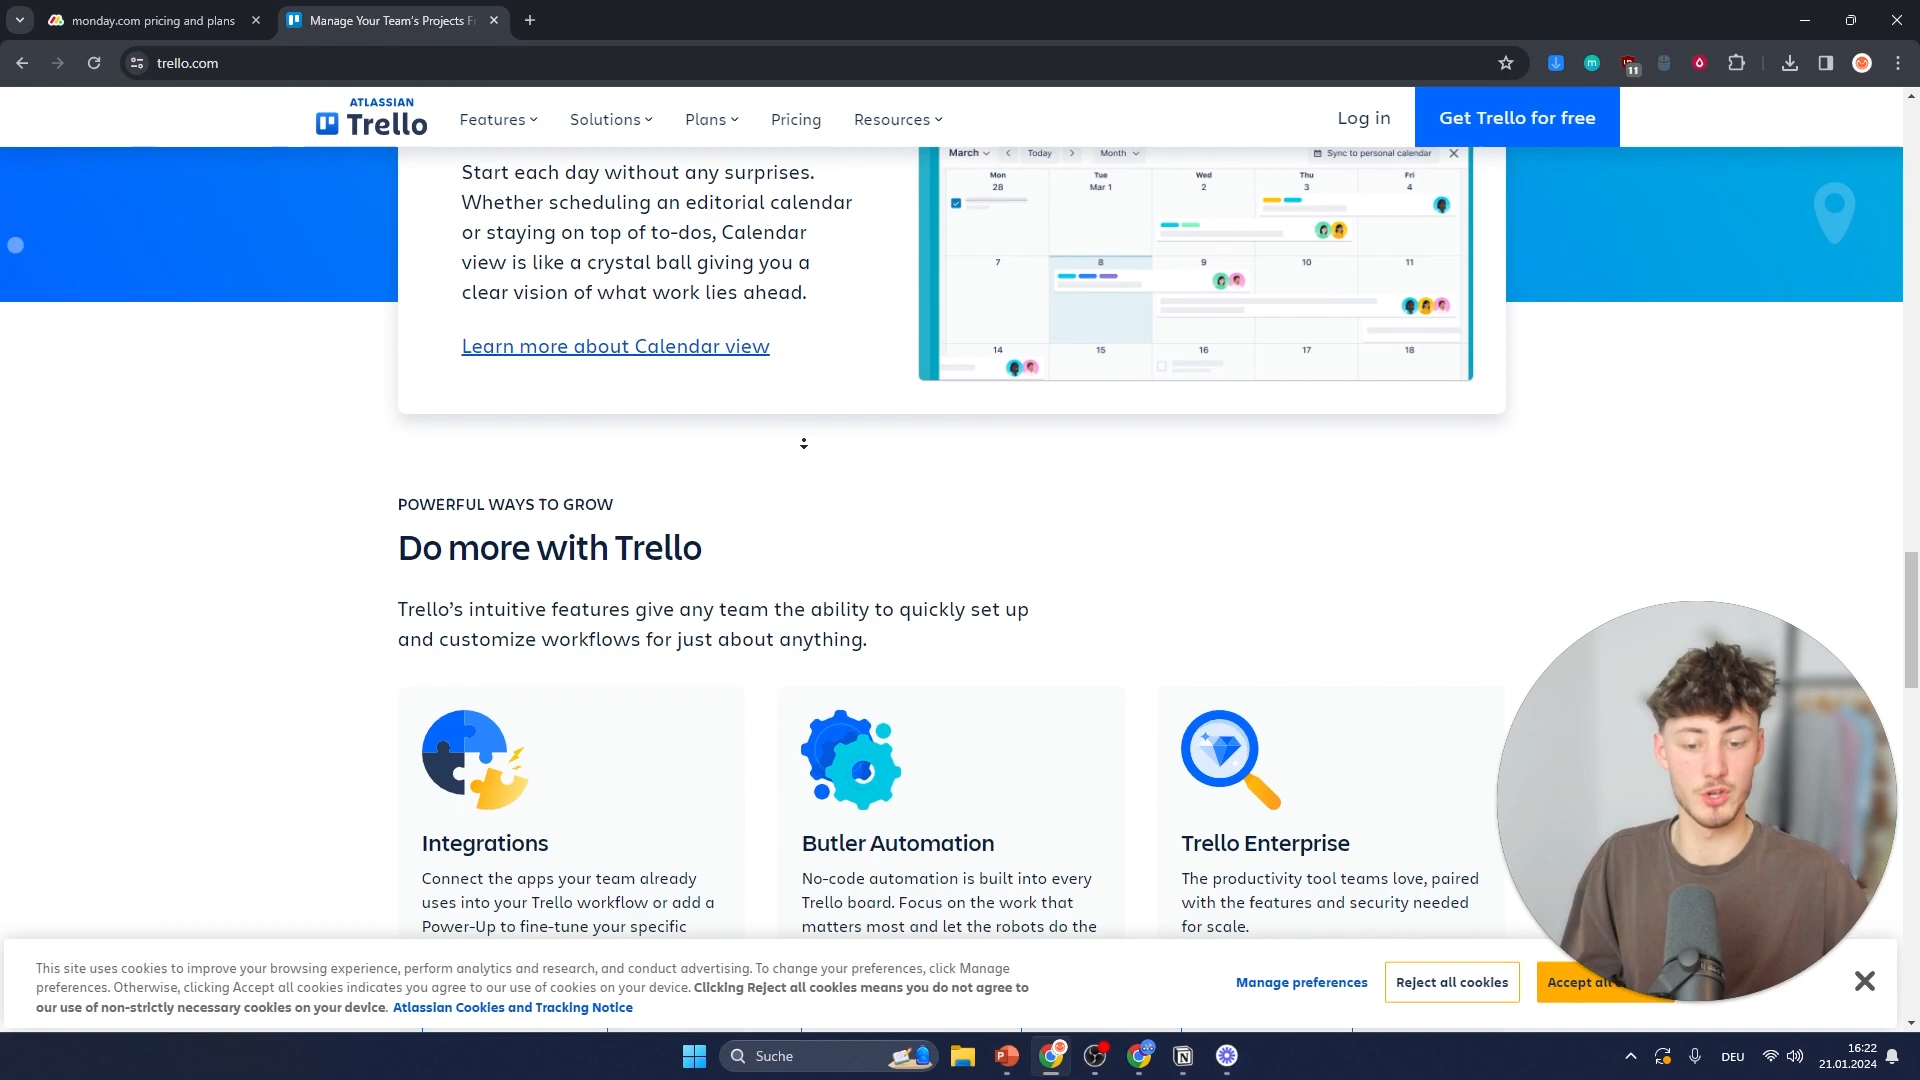 monday.com pricing and plans
Manage Your Team's Projects Fr
trello.com
11
ATLASSIAN
Trello
Features
Solutions
Plans
Pricing
Resources
Log in
Get Trello for free
Start each day without any surprises.
Whether scheduling an editorial calendar
or staying on top of to-dos, Calendar
view is like a crystal ball giving you a
clear vision of what work lies ahead.
Learn more about Calendar view
March
Today
Month
Sync to personal calendar
Mon
Tue
Wed
Thu
Fri
28
Mar 1
2
3
4
7
8
9
10
11
14
15
16
17
18
POWERFUL WAYS TO GROW
Do more with Trello
Trello's intuitive features give any team the ability to quickly set up
and customize workflows for just about anything.
Integrations
Connect the apps your team already
uses into your Trello workflow or add a
Power-Up to fine-tune your specific
Butler Automation
No-code automation is built into every
Trello board. Focus on the work that
matters most and let the robots do the
Trello Enterprise
The productivity tool teams love, paired
with the features and security needed
for scale.
This site uses cookies to improve your browsing experience, perform analytics and research, and conduct advertising. To change your preferences, click Manage
preferences. Otherwise, clicking Accept all cookies indicates you agree to our use of cookies on your device. Clicking Reject all cookies means you do not agree to
our use of non-strictly necessary cookies on your device. Atlassian Cookies and Tracking Notice
Manage preferences
Reject all cookies
Accept all
Suche
DEU
16:22
21.01.2024